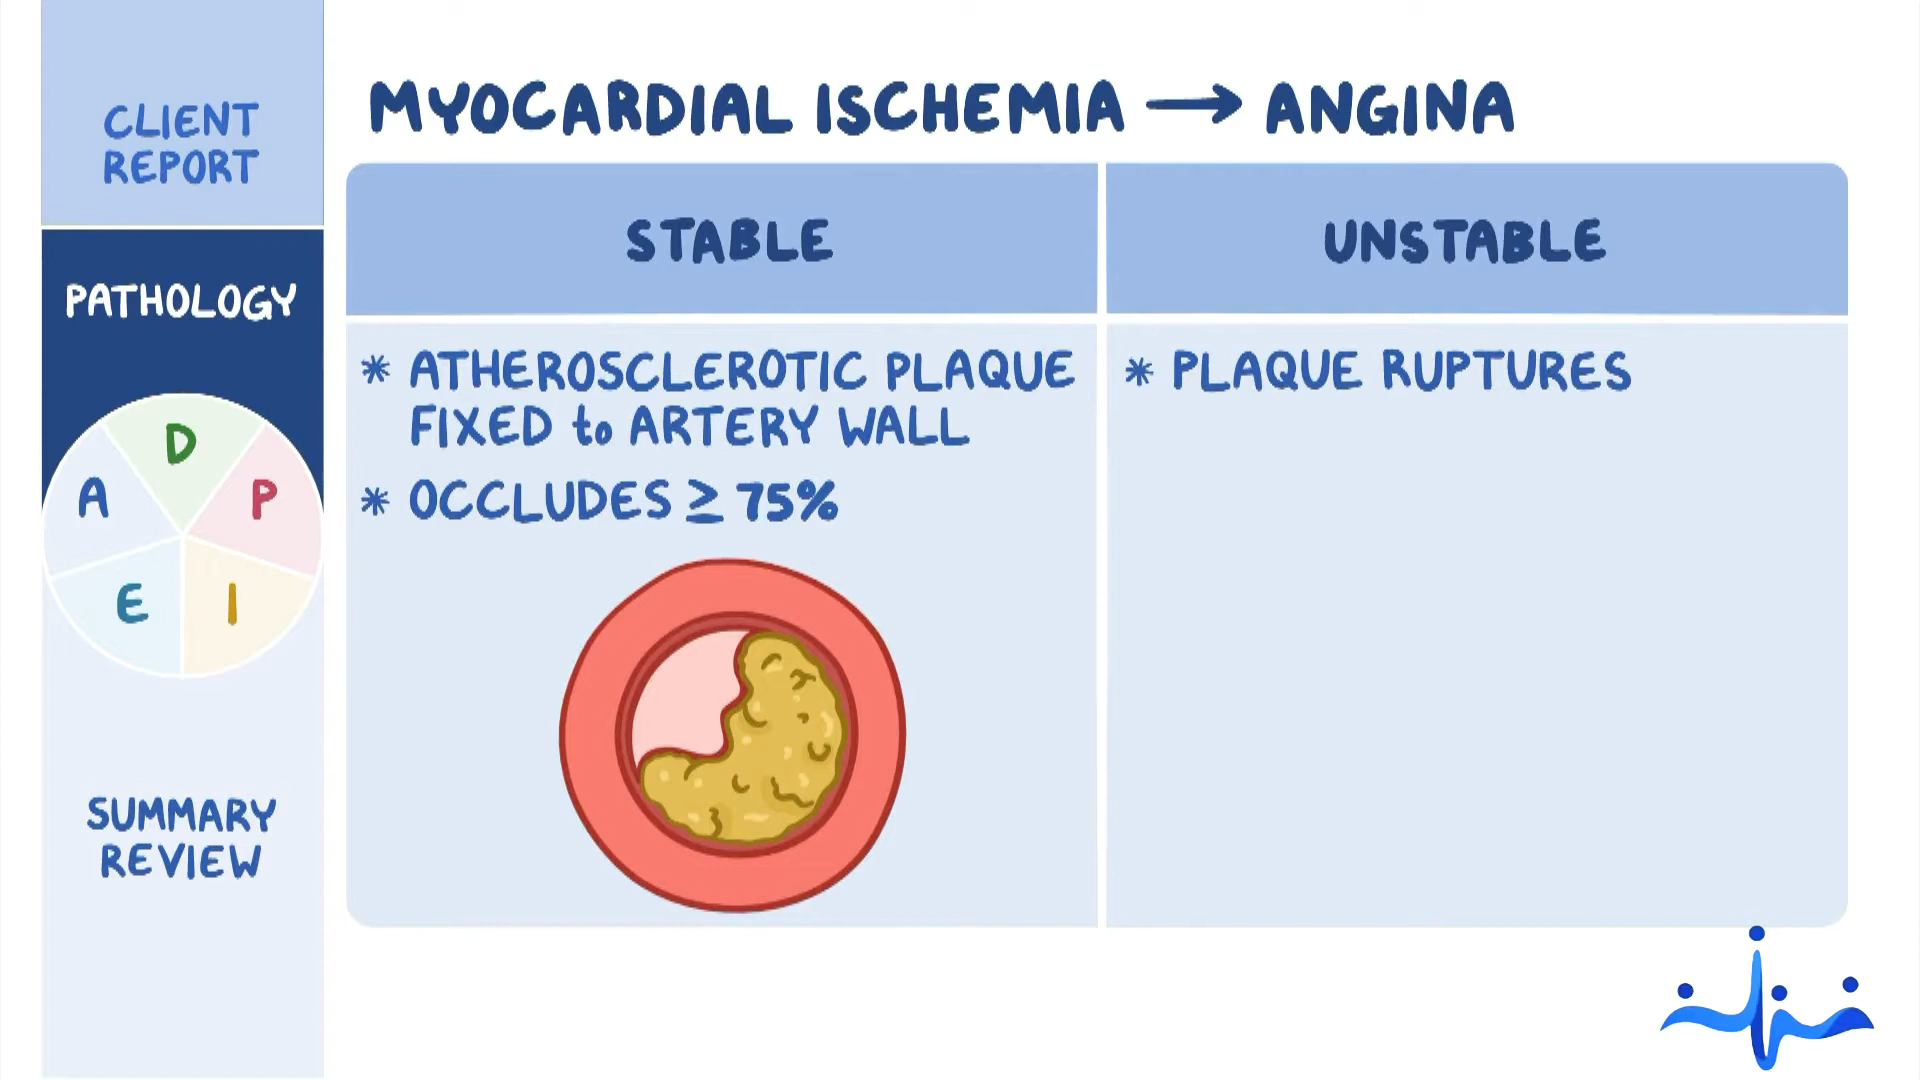 CLIENT
REPORT
PATHOLOGY
A
D
P
I
E
SUMMARY
REVIEW
MYOCARDIAL ISCHEMIA → ANGINA
STABLE
* ATHEROSCLEROTIC PLAQUE
FIXED to ARTERY WALL
* OCCLUDES ≥ 75%
UNSTABLE
* PLAQUE RUPTURES